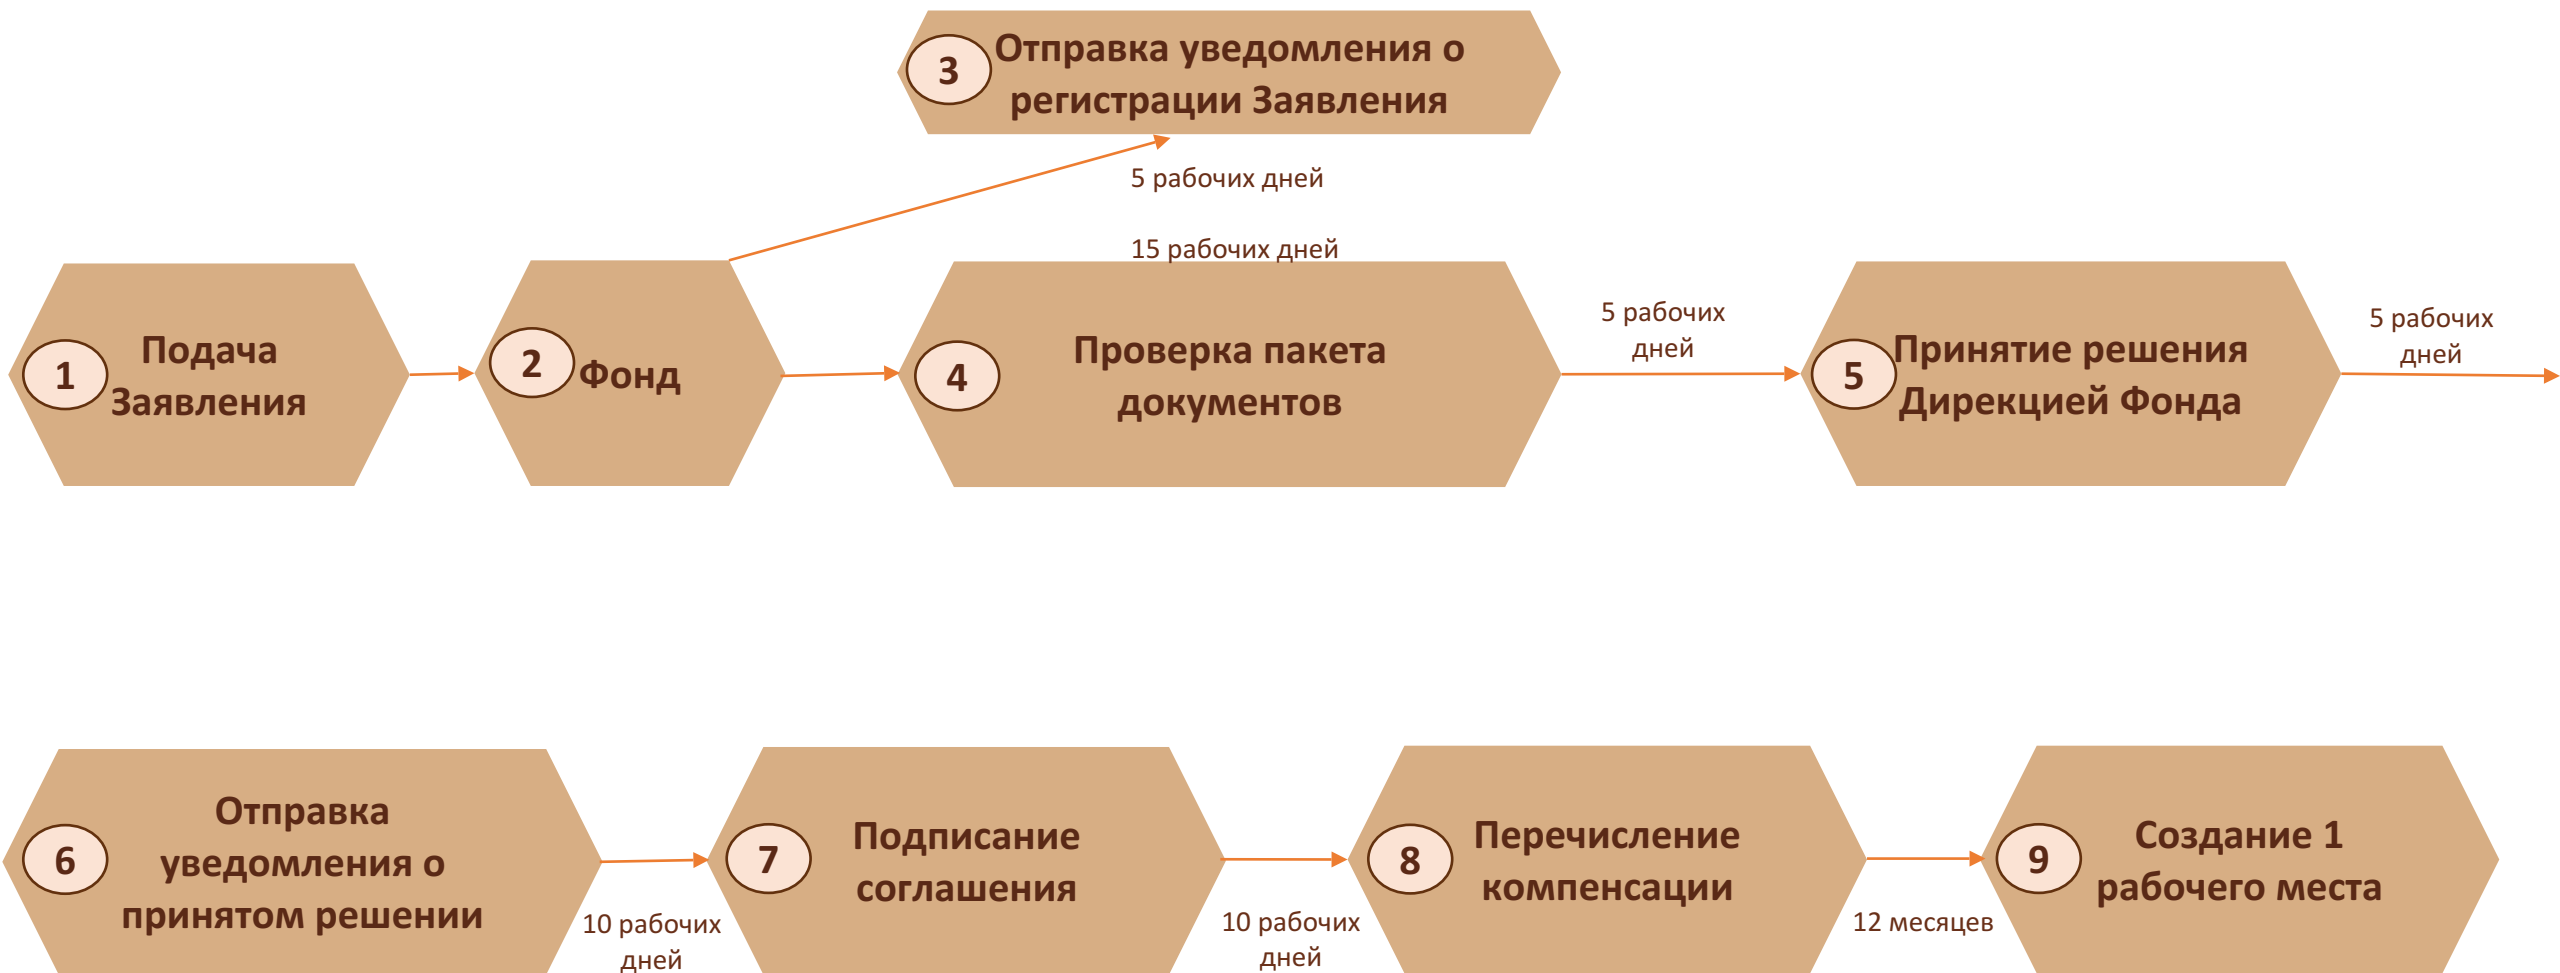 3
Отправка уведомления о
регистрации Заявления
5 рабочих дней
15 рабочих дней
1
Подача
Заявления
2
Фонд
4
Проверка пакета
документов
5 рабочих
дней
5
Принятие решения
Дирекцией Фонда
5 рабочих
дней
6
Отправка
уведомления о
принятом решении
10 рабочих
дней
7
Подписание
соглашения
10 рабочих
дней
8
Перечисление
компенсации
12 месяцев
9
Создание 1
рабочего места